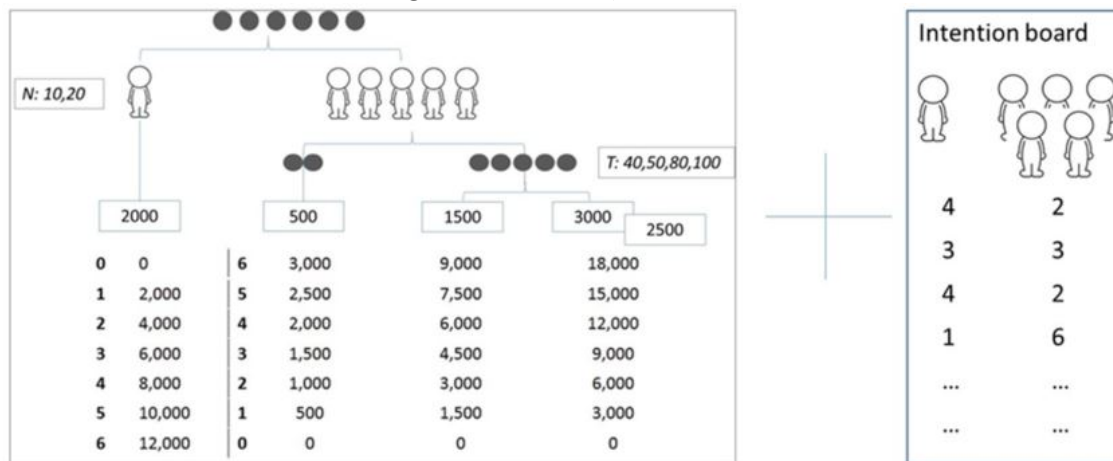 Intention board
N: 10,20
T: 40,50,80,100
2000 500 1500 3000
2500
0 0 6 3,000 9,000 18,000
1 2,000 5 2,500 7,500 15,000
2 4,000 4 2,000 6,000 12,000
3 6,000 3 1,500 4,500 9,000
4 8,000 2 1,000 3,000 6,000
5 10,000 1 500 1,500 3,000
6 12,000 0 0 0 0
4 2
3 3
4 2
1 6
... ...
... ...